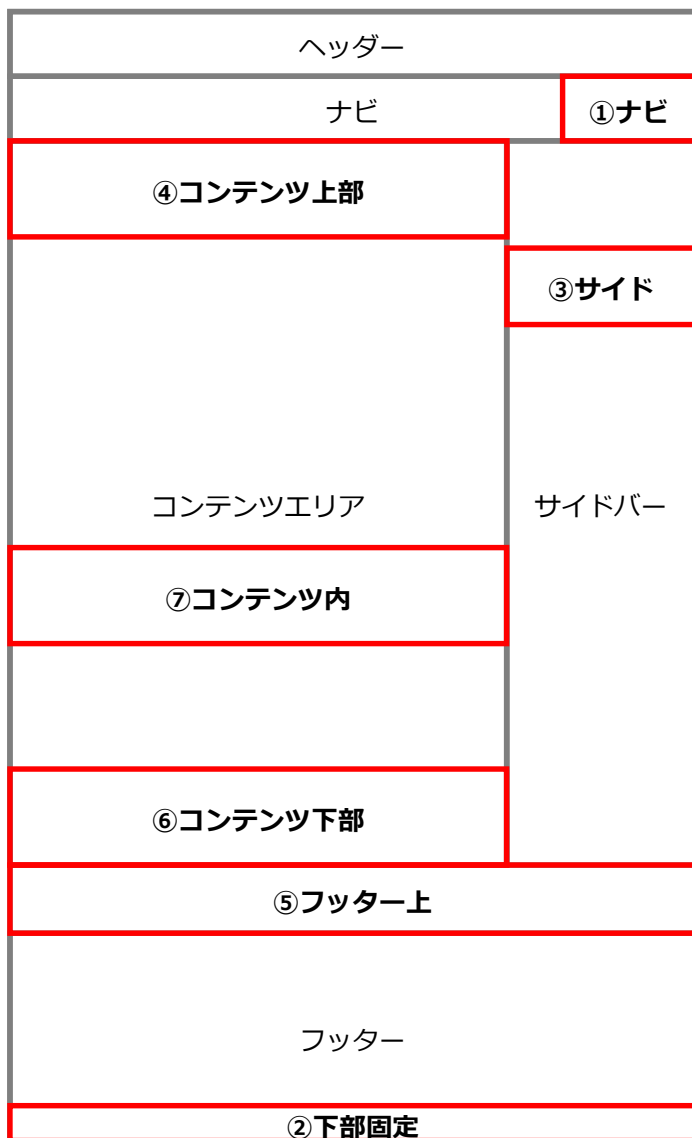 ヘッダー
ナビ
①ナビ
④コンテンツ上部
③サイド
コンテンツエリア
サイドバー
⑦コンテンツ内
⑥コンテンツ下部
⑤フッター上
フッター
②下部固定